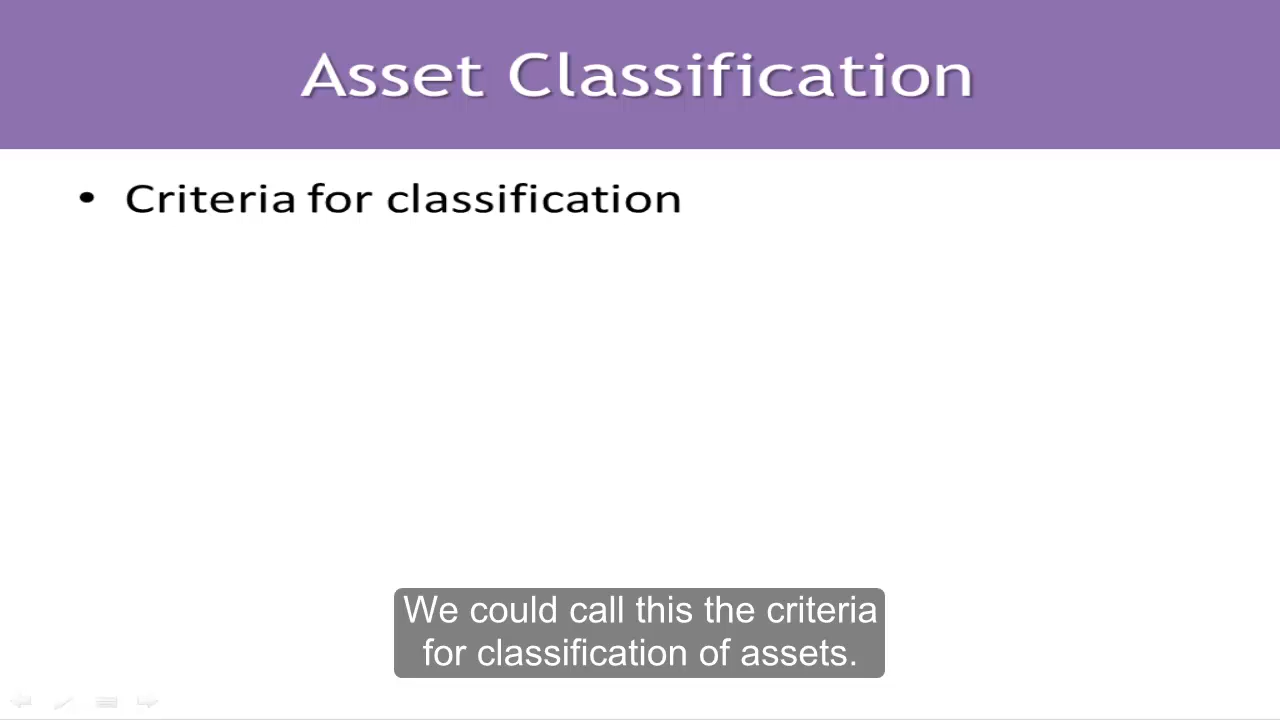 Asset Classification
• Criteria for classification
We could call this the criteria
for classification of assets.